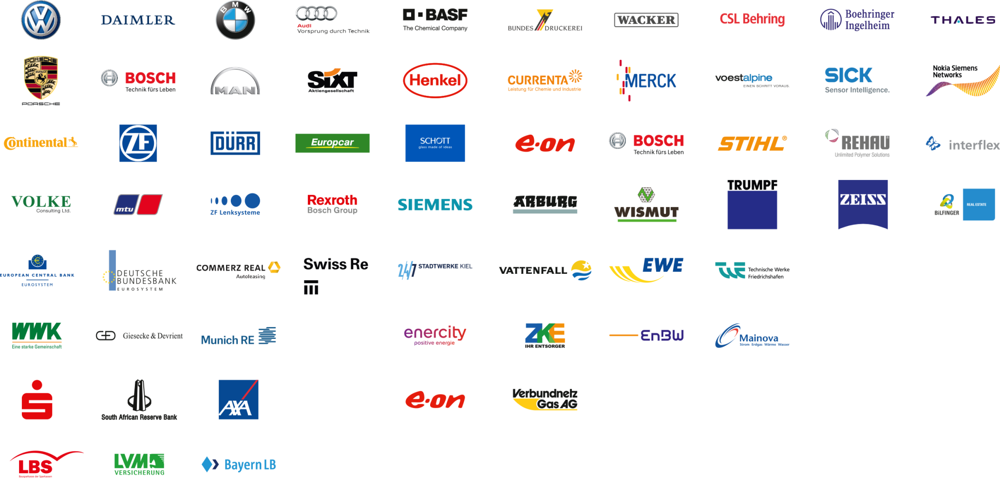 VW
DAIMLER
BMW
Audi
Vorsprung durch Technik
BASF
The Chemical Company
BUNDESDRUCKEREI
WACKER
CSL Behring
Boehringer
Ingelheim
THALES
PORSCHE
PORSCHE
BOSCH
Technik fürs Leben
MAN
SIXT
Aktiengesellschaft
Henkel
CURRENTA
Leistung für Chemie und Industrie
MERCK
voestalpine
EINEN SCHRITT VORAUS.
SICK
Sensor Intelligence.
Nokia Siemens
Networks
Continental
ZF
DÜRR
Europcar
SCHOTT
glass made of ideas
e·on
BOSCH
Technik fürs Leben
STIHL®
REHAU®
Unlimited Polymer Solutions
interflex
VOLKE
Consulting Ltd.
mtu
ZF Lenksysteme
Rexroth
Bosch Group
SIEMENS
ARBURG
WISMUT
TRUMPF
ZEISS
BILFINGER
REAL ESTATE
€
EUROPEAN CENTRAL BANK
EUROSYSTEM
DEUTSCHE
BUNDESBANK
EUROSYSTEM
COMMERZ REAL
Autoleasing
Swiss Re
24/7 STADTWERKE KIEL
VATTENFALL
EWE
Technische Werke
Friedrichshafen
WWK
Eine starke Gemeinschaft
Giesecke & Devrient
Munich RE
enercity
positive energie
ZKE
IHR ENTSORGER
EnBW
Mainova
Strom Erdgas Wärme Wasser
South African Reserve Bank
AXA
e·on
Verbundnetz
Gas AG
LBS
Bausparkasse der Sparkassen
LVM
VERSICHERUNG
Bayern LB